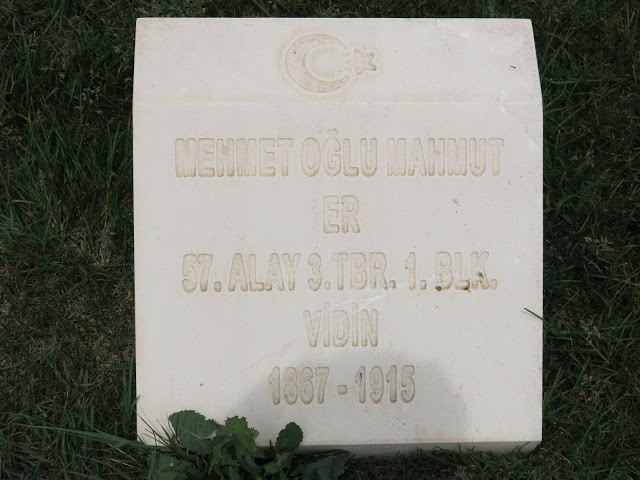 MEHMET OĞLU MAHMUT
ER
57. ALAY 3. TBR. 1. BLK.
VİDİN
1867 - 1915